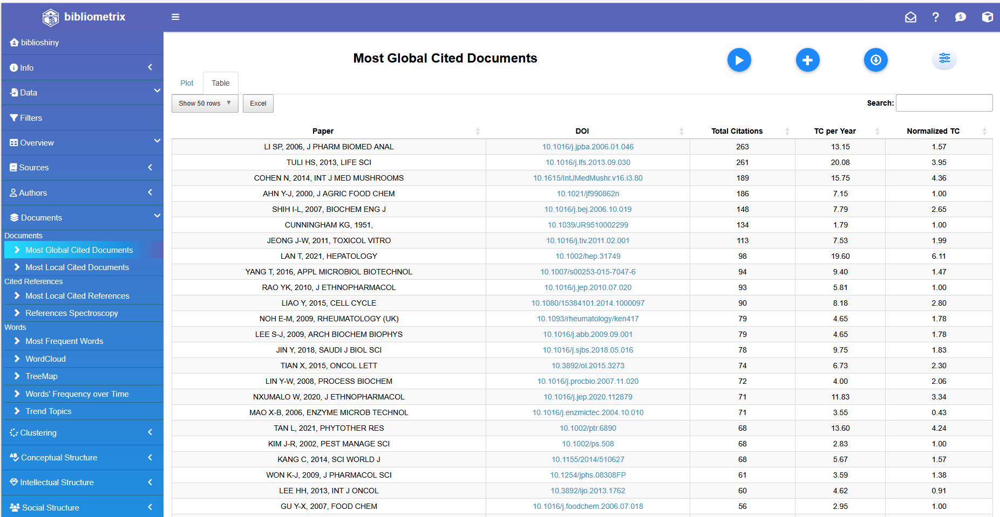 bibliometrix
biblioshiny
Info
Data
Filters
Overview
Sources
Authors
Documents
Documents
Most Global Cited Documents
Most Local Cited Documents
Cited References
Most Local Cited References
References Spectroscopy
Words
Most Frequent Words
WordCloud
TreeMap
Words' Frequency over Time
Trend Topics
Clustering
Conceptual Structure
Intellectual Structure
Social Structure
Most Global Cited Documents
Plot Table
Show 50 rows Excel Search:
Paper DOI Total Citations TC per Year Normalized TC
LI SP, 2006, J PHARM BIOMED ANAL 10.1016/j.jpba.2006.01.046 263 13.15 1.57
TULI HS, 2013, LIFE SCI 10.1016/j.lfs.2013.09.030 261 20.08 3.95
COHEN N, 2014, INT J MED MUSHROOMS 10.1615/IntJMedMushr.v16.i3.80 189 15.75 4.36
AHN Y-J, 2000, J AGRIC FOOD CHEM 10.1021/jf990862n 186 7.15 1.00
SHIH I-L, 2007, BIOCHEM ENG J 10.1016/j.bej.2006.10.019 148 7.79 2.65
CUNNINGHAM KG, 1951, 10.1039/JR9510002299 134 1.79 1.00
JEONG J-W, 2011, TOXICOL VITRO 10.1016/j.tiv.2011.02.001 113 7.53 1.99
LAN T, 2021, HEPATOLOGY 10.1002/hep.31749 98 19.60 6.11
YANG T, 2016, APPL MICROBIOL BIOTECHNOL 10.1007/s00253-015-7047-6 94 9.40 1.47
RAO YK, 2010, J ETHNOPHARMACOL 10.1016/j.jep.2010.07.020 93 5.81 1.00
LIAO Y, 2015, CELL CYCLE 10.1080/15384101.2014.1000097 90 8.18 2.80
NOH E-M, 2009, RHEUMATOLOGY (UK) 10.1093/rheumatology/ken417 79 4.65 1.78
LEE S-J, 2009, ARCH BIOCHEM BIOPHYS 10.1016/j.abb.2009.09.001 79 4.65 1.78
JIN Y, 2018, SAUDI J BIOL SCI 10.1016/j.sjbs.2018.05.016 78 9.75 1.83
TIAN X, 2015, ONCOL LETT 10.3892/ol.2015.3273 74 6.73 2.30
LIN Y-W, 2008, PROCESS BIOCHEM 10.1016/j.procbio.2007.11.020 72 4.00 2.06
NXUMALO W, 2020, J ETHNOPHARMACOL 10.1016/j.jep.2020.112879 71 11.83 3.34
MAO X-B, 2006, ENZYME MICROB TECHNOL 10.1016/j.enzmictec.2004.10.010 71 3.55 0.43
TAN L, 2021, PHYTOTHER RES 10.1002/ptr.6890 68 13.60 4.24
KIM J-R, 2002, PEST MANAGE SCI 10.1002/ps.508 68 2.83 1.00
KANG C, 2014, SCI WORLD J 10.1155/2014/510627 68 5.67 1.57
WON K-J, 2009, J PHARMACOL SCI 10.1254/jphs.08308FP 61 3.59 1.38
LEE HH, 2013, INT J ONCOL 10.3892/ijo.2013.1762 60 4.62 0.91
GU Y-X, 2007, FOOD CHEM 10.1016/j.foodchem.2006.07.018 56 2.95 1.00